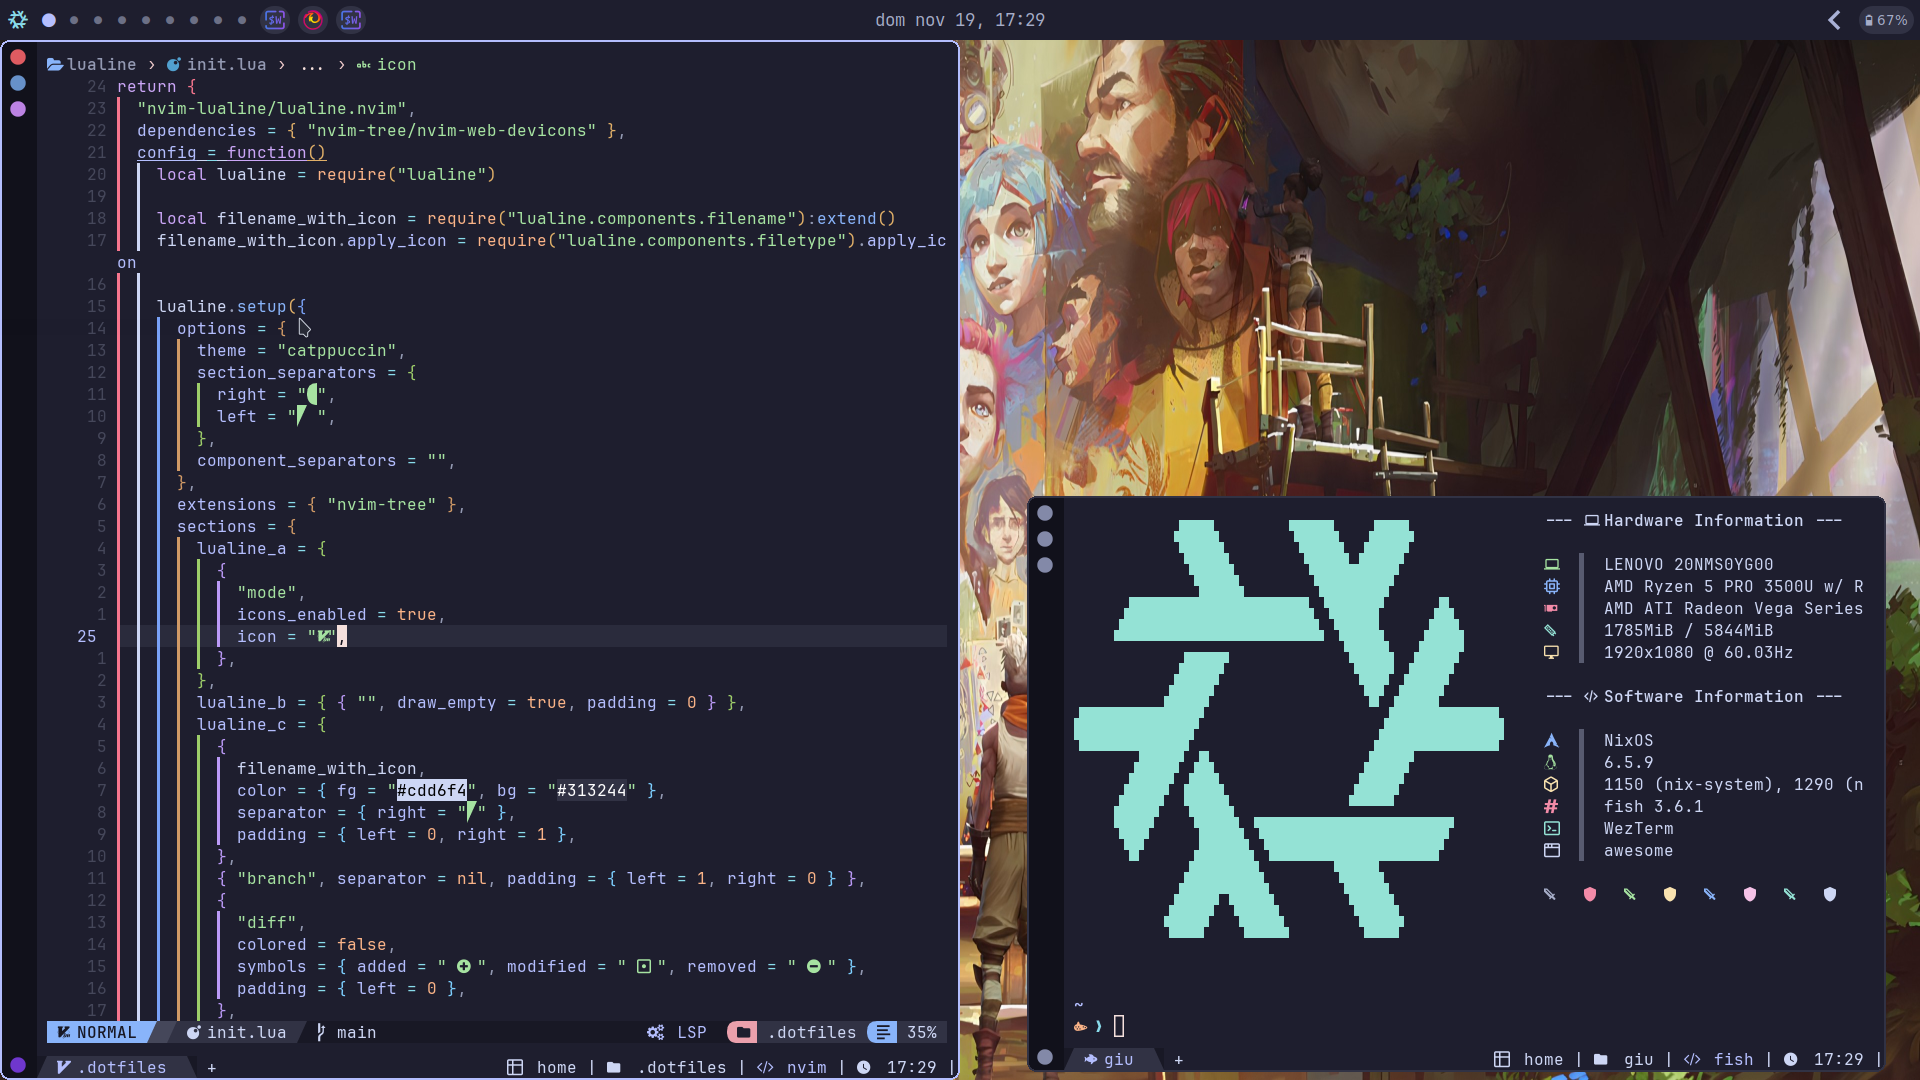 dom nov 19, 17:29
67%
lualine › init.lua › ... › abc icon
24 return {
23 "nvim-lualine/lualine.nvim",
22 dependencies = { "nvim-tree/nvim-web-devicons" },
21 config = function()
20 local lualine = require("lualine")
19
18 local filename_with_icon = require("lualine.components.filename"):extend()
17 filename_with_icon.apply_icon = require("lualine.components.filetype").apply_ic
on
16
15 lualine.setup({
14 options = {
13 theme = "catppuccin",
12 section_separators = {
11 right = "",
10 left = " ",
9 },
8 component_separators = "",
7 },
6 extensions = { "nvim-tree" },
5 sections = {
4 lualine_a = {
3 {
2 "mode",
1 icons_enabled = true,
25 icon = "",
1 },
2 },
3 lualine_b = { { "", draw_empty = true, padding = 0 } },
4 lualine_c = {
5 {
6 filename_with_icon,
7 color = { fg = "#cdd6f4", bg = "#313244" },
8 separator = { right = "" },
9 padding = { left = 0, right = 1 },
10 },
11 { "branch", separator = nil, padding = { left = 1, right = 0 } },
12 {
13 "diff",
14 colored = false,
15 symbols = { added = "  ", modified = "  ", removed = "  " },
16 padding = { left = 0 },
17 },
NORMAL init.lua main LSP .dotfiles 35%
.dotfiles + home | .dotfiles | </> nvim | 17:29 |
--- Hardware Information ---
LENOVO 20NMS0YG00
AMD Ryzen 5 PRO 3500U w/ R
AMD ATI Radeon Vega Series
1785MiB / 5844MiB
1920x1080 @ 60.03Hz
--- </> Software Information ---
NixOS
6.5.9
1150 (nix-system), 1290 (n
# fish 3.6.1
WezTerm
awesome
~
❯
giu + home | giu | </> fish | 17:29 |